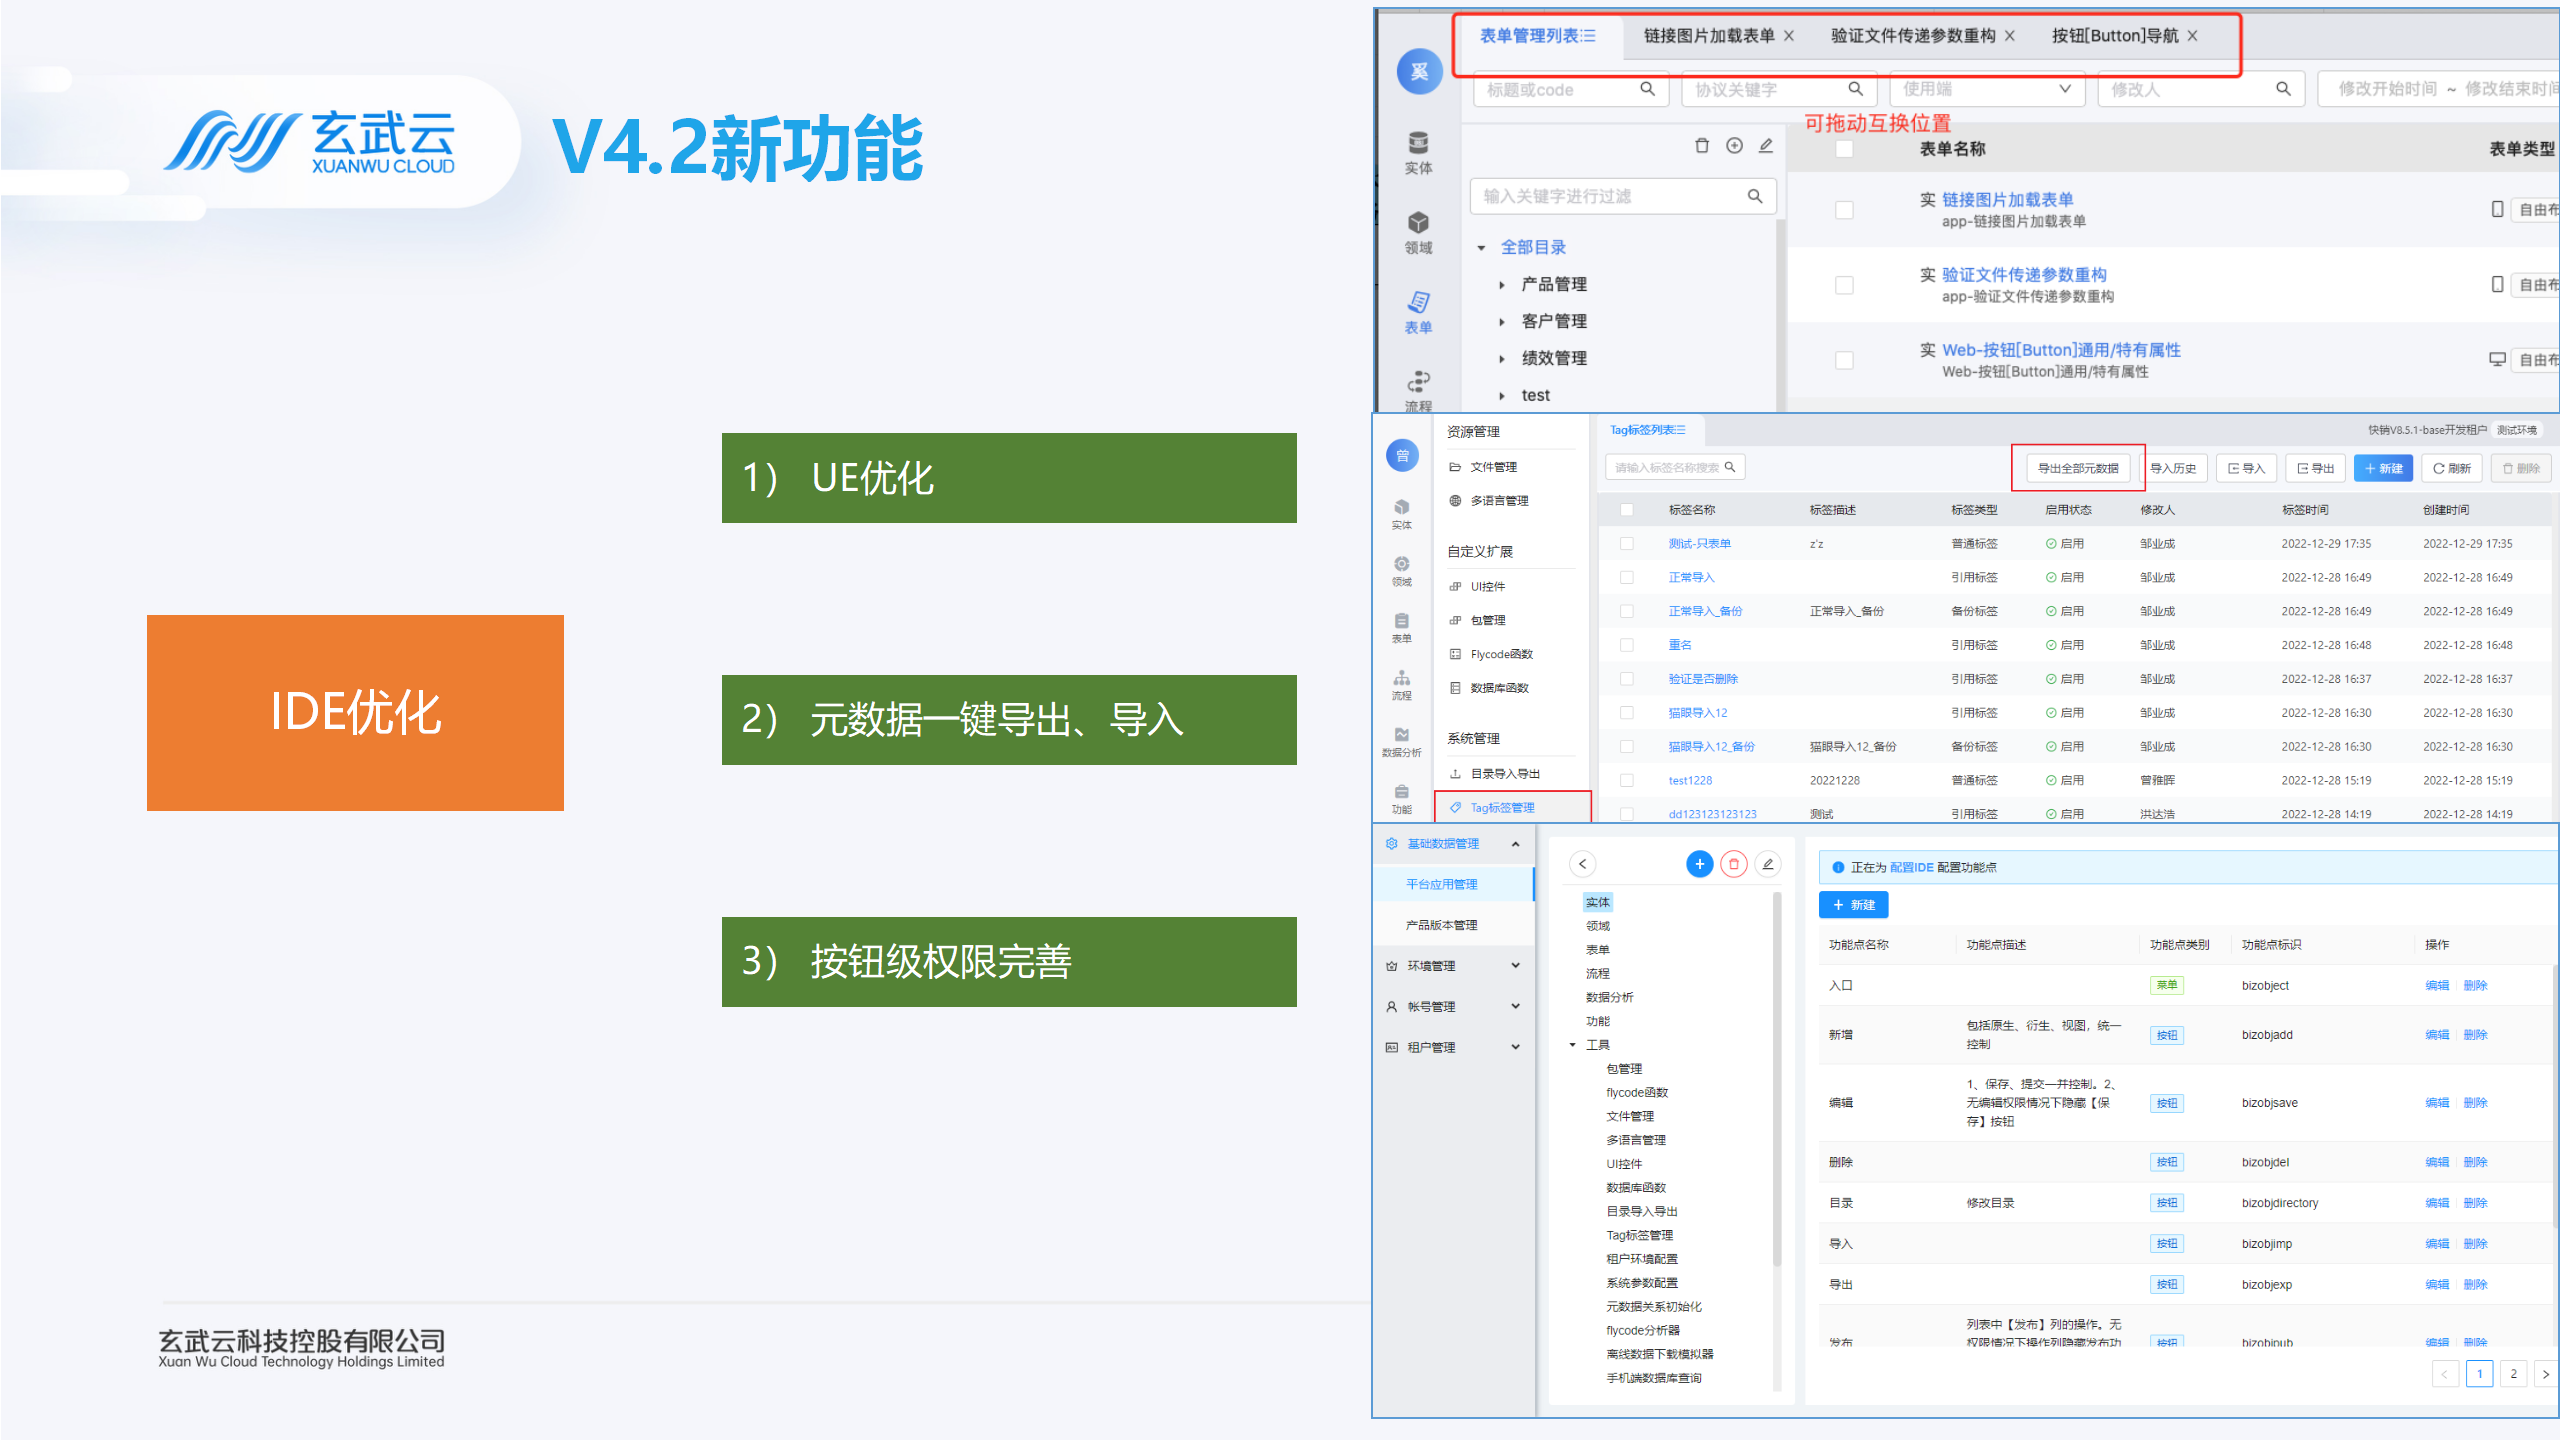 玄武云
XUANWU CLOUD
V4.2新功能
IDE优化
1） UE优化
2） 元数据一键导出、导入
3） 按钮级权限完善
玄武云科技控股有限公司
Xuan Wu Cloud Technology Holdings Limited
表单管理列表 链接图片加载表单 验证文件传递参数重构 按钮[Button]导航
奚
标题或code 协议关键字 使用端 修改人 修改开始时间 ~ 修改结束时间
可拖动互换位置
实体
领域
表单
流程
输入关键字进行过滤
全部目录
产品管理
客户管理
绩效管理
test
表单名称 表单类型
实 链接图片加载表单 自由布
app-链接图片加载表单
实 验证文件传递参数重构 自由布
app-验证文件传递参数重构
实 Web-按钮[Button]通用/特有属性 自由布
Web-按钮[Button]通用/特有属性
曾
实体
领域
表单
流程
数据分析
功能
资源管理
文件管理
多语言管理
自定义扩展
UI控件
包管理
Flycode函数
数据库函数
系统管理
目录导入导出
Tag标签管理
Tag标签列表 快销V8.5.1-base开发租户 测试环境
请输入标签名称搜索 导出全部元数据 导入历史 导入 导出 新建 刷新 删除
标签名称 标签描述 标签类型 启用状态 修改人 标签时间 创建时间
测试-只表单 z'z 普通标签 启用 邹业成 2022-12-29 17:35 2022-12-29 17:35
正常导入 引用标签 启用 邹业成 2022-12-28 16:49 2022-12-28 16:49
正常导入_备份 正常导入_备份 备份标签 启用 邹业成 2022-12-28 16:49 2022-12-28 16:49
重名 引用标签 启用 邹业成 2022-12-28 16:48 2022-12-28 16:48
验证是否删除 引用标签 启用 邹业成 2022-12-28 16:37 2022-12-28 16:37
猫眼导入12 引用标签 启用 邹业成 2022-12-28 16:30 2022-12-28 16:30
猫眼导入12_备份 猫眼导入12_备份 备份标签 启用 邹业成 2022-12-28 16:30 2022-12-28 16:30
test1228 20221228 普通标签 启用 曾雅晖 2022-12-28 15:19 2022-12-28 15:19
dd123123123123 测试 引用标签 启用 洪达浩 2022-12-28 14:19 2022-12-28 14:19
基础数据管理
平台应用管理
产品版本管理
环境管理
帐号管理
租户管理
实体
领域
表单
流程
数据分析
功能
工具
包管理
flycode函数
文件管理
多语言管理
UI控件
数据库函数
目录导入导出
Tag标签管理
租户环境配置
系统参数配置
元数据关系初始化
flycode分析器
离线数据下载模拟器
手机端数据库查询
正在为 配置IDE 配置功能点
新建
功能点名称 功能点描述 功能点类别 功能点标识 操作
入口 菜单 bizobject 编辑 删除
新增 包括原生、衍生、视图，统一
控制 按钮 bizobjadd 编辑 删除
编辑 1、保存、提交一并控制。2、
无编辑权限情况下隐藏【保
存】按钮 按钮 bizobjsave 编辑 删除
删除 按钮 bizobjdel 编辑 删除
目录 修改目录 按钮 bizobjdirectory 编辑 删除
导入 按钮 bizobjimp 编辑 删除
导出 按钮 bizobjexp 编辑 删除
列表中【发布】列的操作。无
发布 权限情况下操作列隐藏发布功 按钮 bizobjpub 编辑 删除
1 2